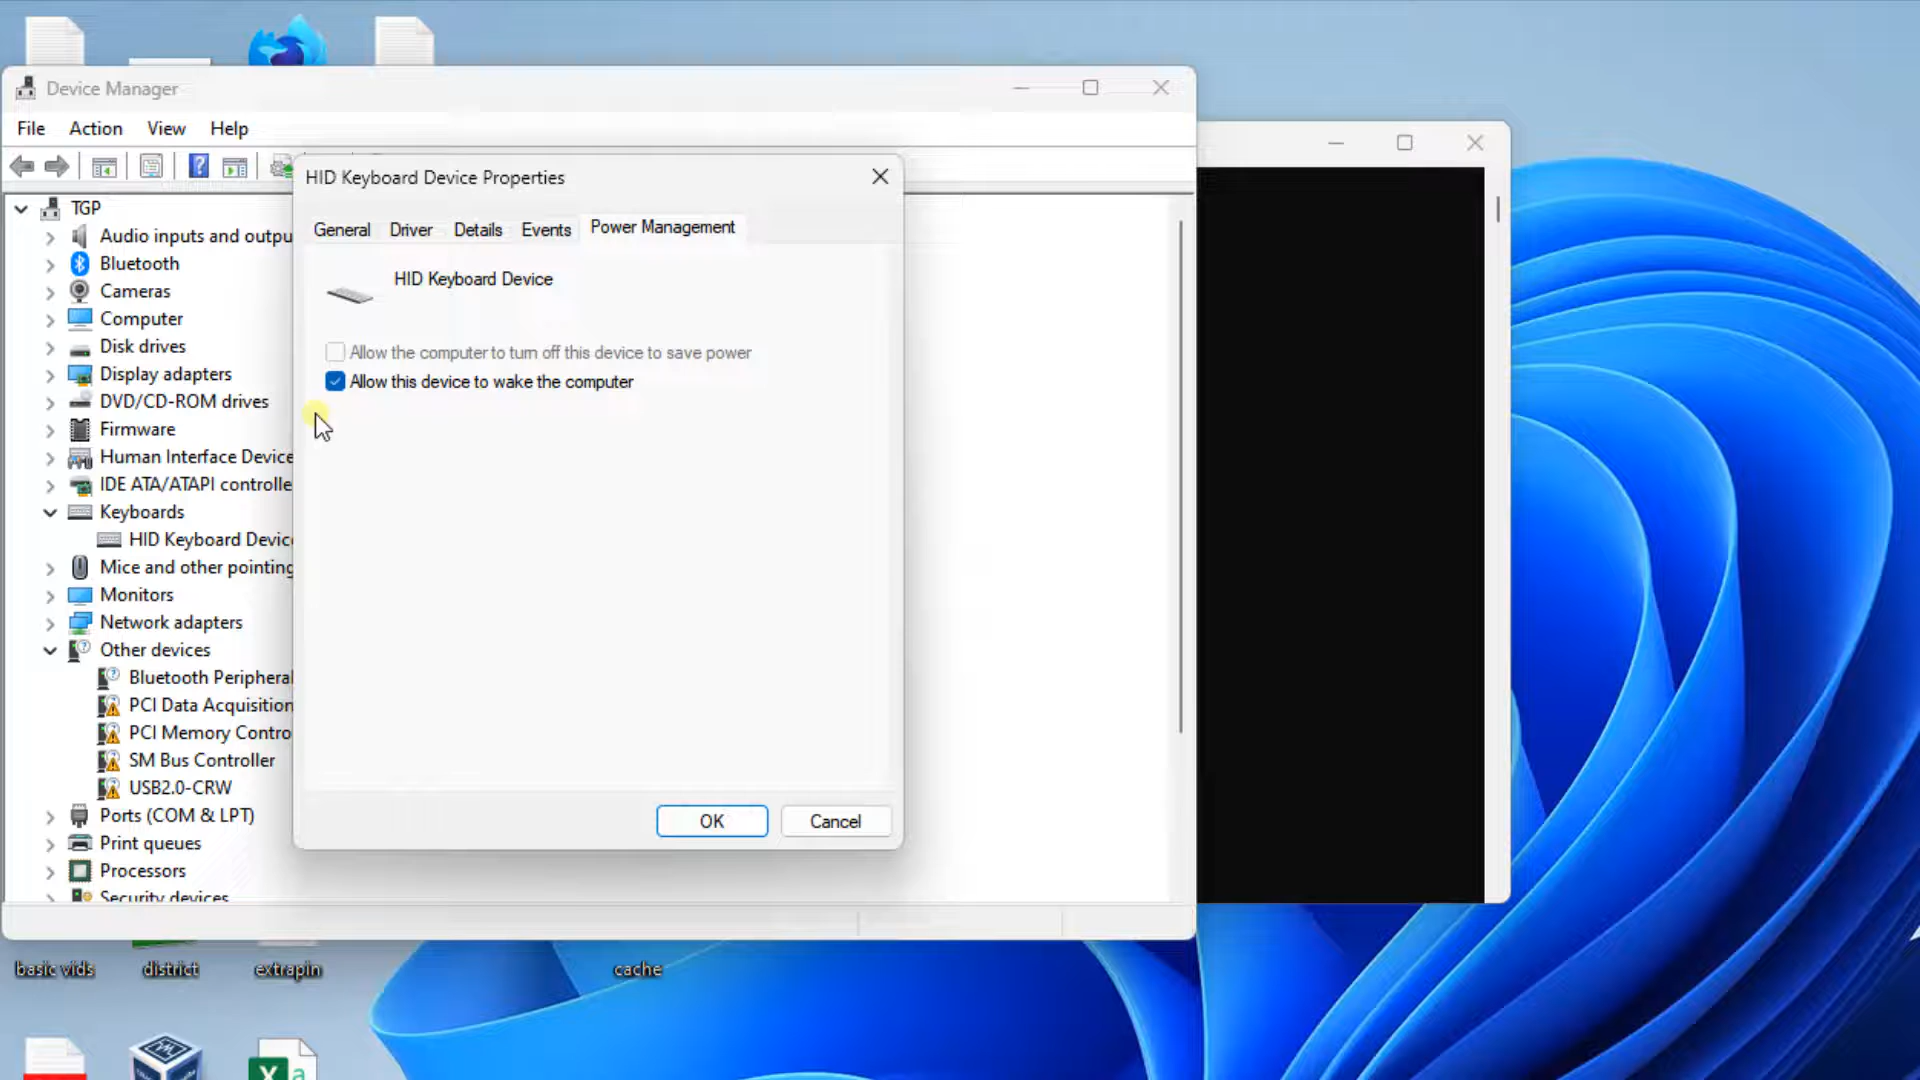 Device Manager
File Action View Help
HID Keyboard Device Properties
General Driver Details Events Power Management
HID Keyboard Device
Allow the computer to turn off this device to save power
Allow this device to wake the computer
OK Cancel
TGP
Audio inputs and outpu
Bluetooth
Cameras
Computer
Disk drives
Display adapters
DVD/CD-ROM drives
Firmware
Human Interface Device
IDE ATA/ATAPI controlle
Keyboards
HID Keyboard Devic
Mice and other pointing
Monitors
Network adapters
Other devices
Bluetooth Peripheral
PCI Data Acquisition
PCI Memory Contro
SM Bus Controller
USB2.0-CRW
Ports (COM & LPT)
Print queues
Processors
Security devices
basic vids district extrapin cache